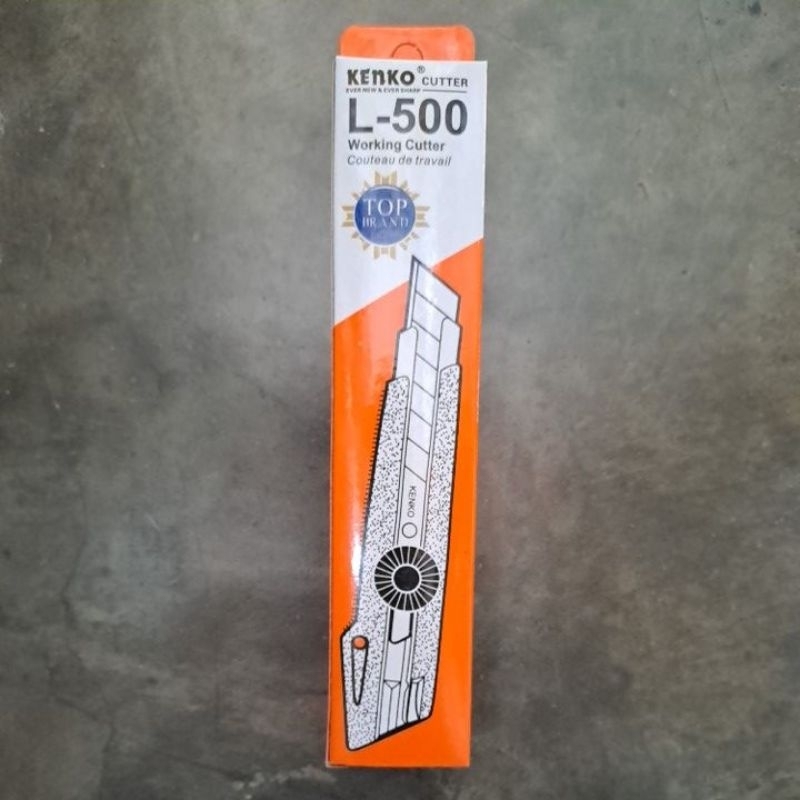 KENKO® CUTTER
EVER NEW & EVER SHARP
L-500
Working Cutter
Couteau de travail
TOP
BRAND
KENKO